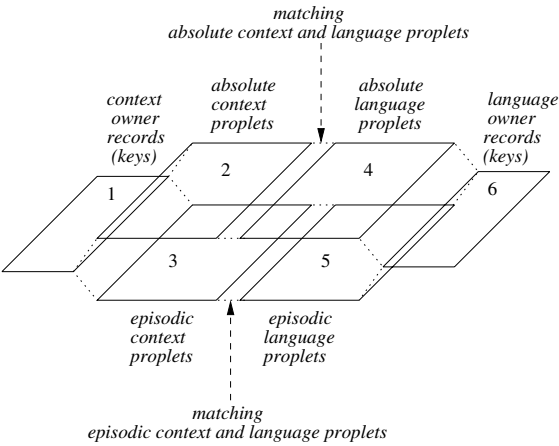 matching
absolute context and language proplets
context
owner
records
(keys)
absolute
context
proplets
absolute
language
proplets
language
owner
records
(keys)
1
2
4
6
3
5
episodic
context
proplets
episodic
language
proplets
matching
episodic context and language proplets